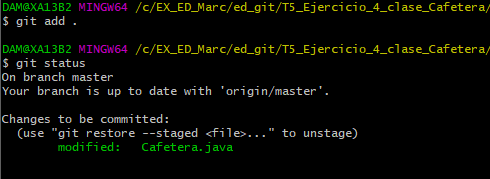 DAM@XA13B2 MINGW64 /c/EX_ED_Marc/ed_git/T5_Ejercicio_4_clase_Cafetera/
$ git add .
DAM@XA13B2 MINGW64 /c/EX_ED_Marc/ed_git/T5_Ejercicio_4_clase_Cafetera/
$ git status
On branch master
Your branch is up to date with 'origin/master'.
Changes to be committed:
(use "git restore --staged <file>..." to unstage)
modified: Cafetera.java